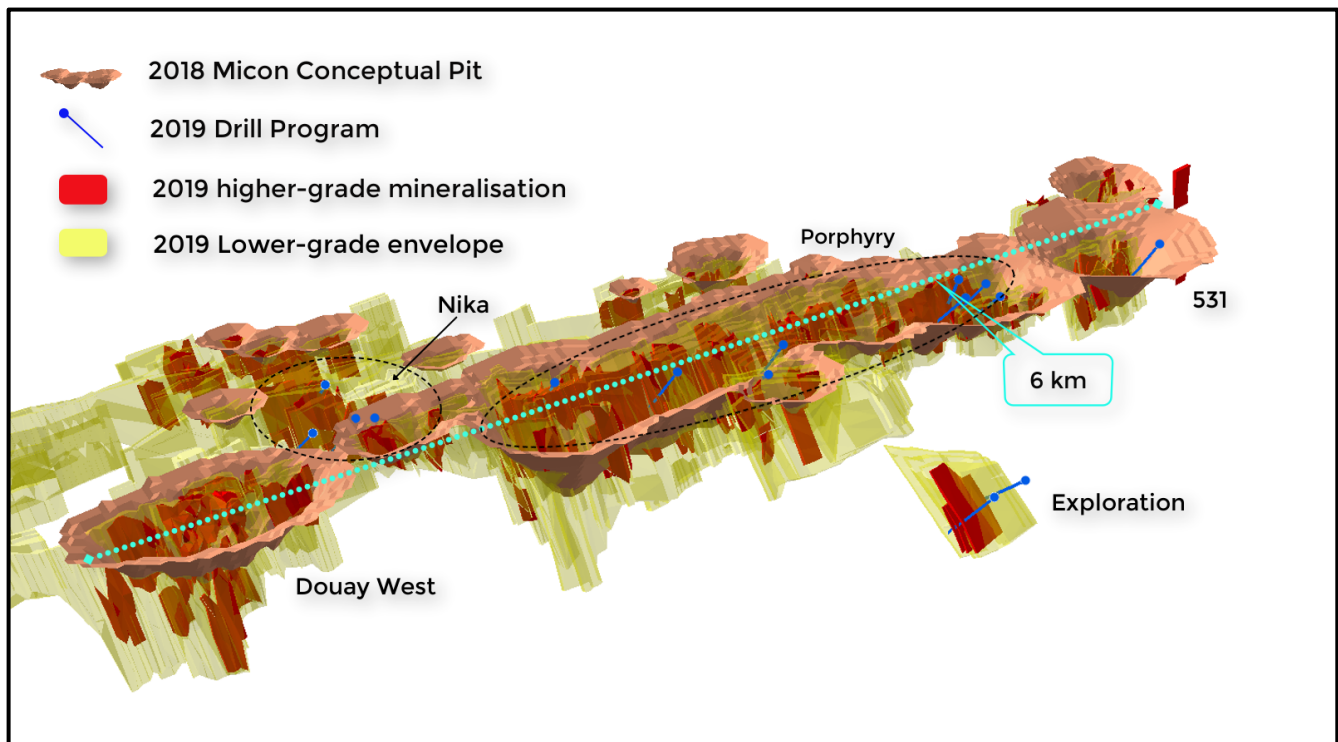 2018 Micon Conceptual Pit
2019 Drill Program
2019 higher-grade mineralisation
2019 Lower-grade envelope
Porphyry
Nika
531
6 km
Exploration
Douay West